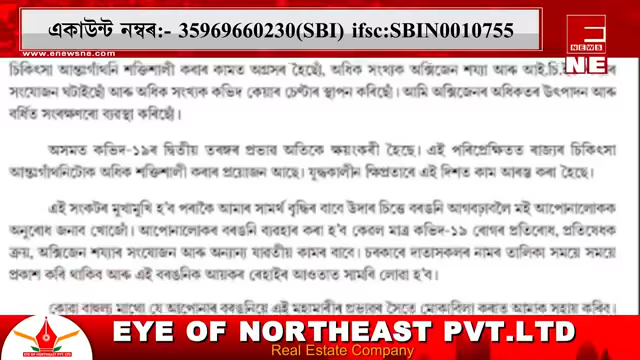 একাউন্ট নম্বৰ:- 35969660230(SBI) ifsc:SBIN0010755
www.enewsne.com
E
NEWS
NE
চিকিৎসা আন্তঃগাঁথনি শক্তিশালী কৰাৰ কামত অগ্ৰসৰ হৈছোঁ, অধিক সংখ্যক অক্সিজেন শয্যা আৰু আই.চি.
সংযোজন ঘটাইছোঁ আৰু অধিক সংখ্যক কভিদ কেয়াৰ চেণ্টাৰ স্থাপন কৰিছোঁ। আমি অক্সিজেনৰ অধিকতৰ উৎপাদন আৰু
বৰ্ধিত সংৰক্ষণৰো ব্যৱস্থা কৰিছোঁ।
অসমত কভিদ-১৯ৰ দ্বিতীয় তৰঙ্গৰ প্ৰভাৱ অতিকে ক্ষয়ংকৰী হৈছে। এই পৰিপ্ৰেক্ষিতত ৰাজ্যৰ চিকিৎসা
আন্তঃগাঁথনিটোক অধিক শক্তিশালী কৰাৰ প্ৰয়োজন আছে। যুদ্ধকালীন ক্ষিপ্ৰতাৰে এই দিশত কাম আৰম্ভ কৰা হৈছে।
এই সংকটৰ মুখামুখি হ'ব পৰাকৈ আমাৰ সামৰ্থ বৃদ্ধিৰ বাবে উদাৰ চিত্তে বৰঙনি আগবঢ়াবলৈ মই আপোনালোকক
অনুৰোধ জনাব খোজোঁ। আপোনালোকৰ বৰঙনি ব্যৱহাৰ কৰা হ'ব কেৱল মাত্ৰ কভিদ-১৯ ৰোগৰ প্ৰতিৰোধ, প্ৰতিষেধক
ক্ৰয়, অক্সিজেন শয্যাৰ সংযোজন আৰু অন্যান্য যাৱতীয় কামৰ বাবে। চৰকাৰে দাতাসকলৰ নামৰ তালিকা সময়ে সময়ে
প্ৰকাশ কৰি থাকিব আৰু এই বৰঙনিক আয়কৰ ৰেহাইৰ আওতাত সামৰি লোৱা হ'ব।
কোৱা বাহুল্য মাথো যে আপোনাৰ বৰঙনিয়ে এই মহামাৰীৰ প্ৰভাৱৰ সৈতে মোকাবিলা কৰাত আমাক সহায় কৰিব।
EYE OF NORTHEAST PVT.LTD
Real Estate Company